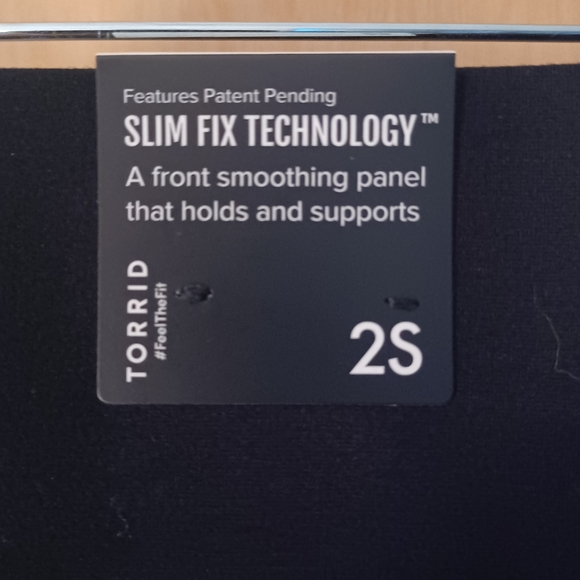 Features Patent Pending
SLIM FIX TECHNOLOGY™
A front smoothing panel
that holds and supports
TORRID
#FeelTheFit
2S